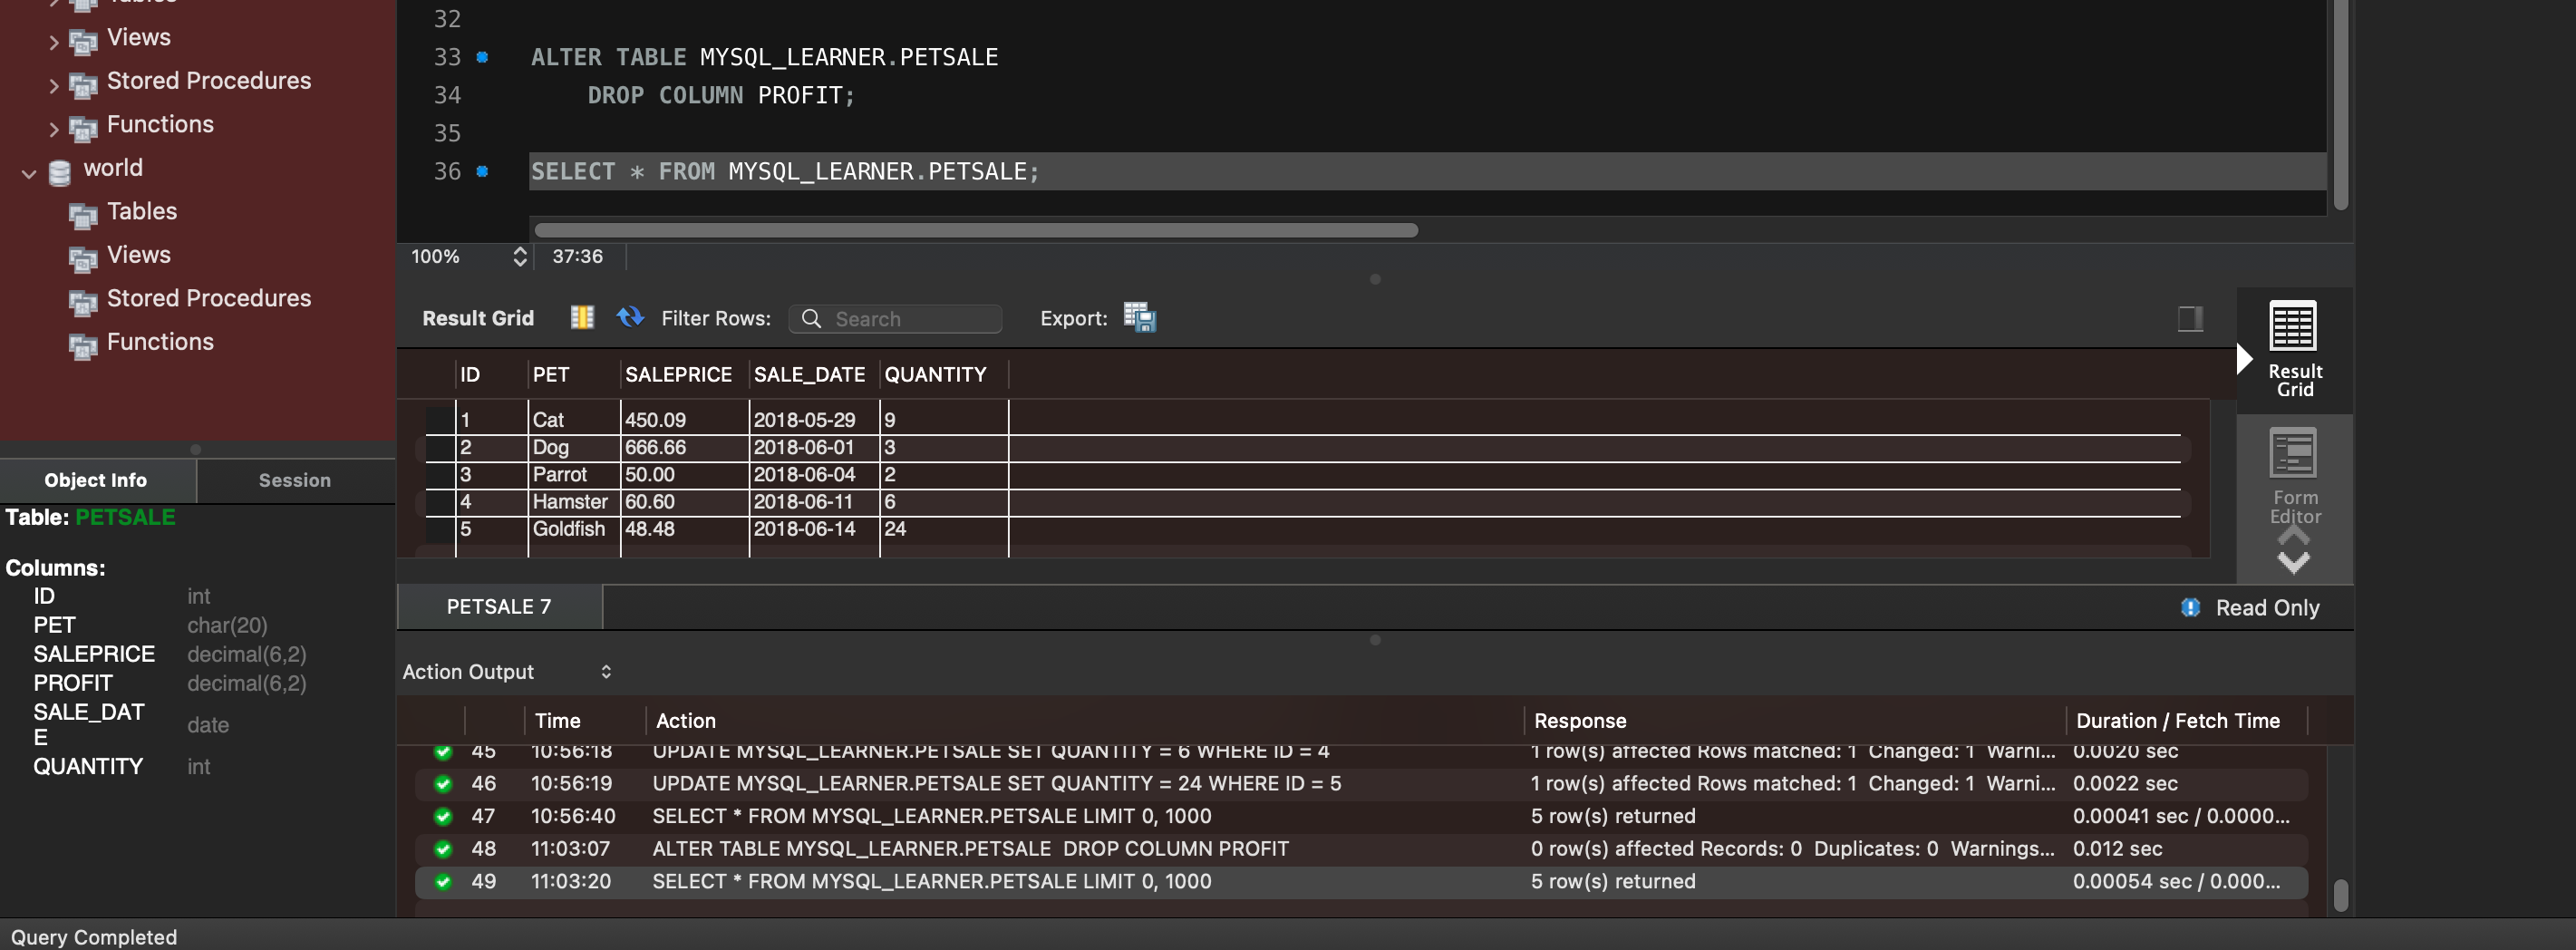 Tables
Views
Stored Procedures
Functions
world
Tables
Views
Stored Procedures
Functions
Object Info Session
Table: PETSALE
Columns:
ID int
PET char(20)
SALEPRICE decimal(6,2)
PROFIT decimal(6,2)
SALE_DAT
E date
QUANTITY int
32
33 ALTER TABLE MYSQL_LEARNER.PETSALE
34 DROP COLUMN PROFIT;
35
36 SELECT * FROM MYSQL_LEARNER.PETSALE;
100% 37:36
Result Grid Filter Rows: Search Export:
ID PET SALEPRICE SALE_DATE QUANTITY
1 Cat 450.09 2018-05-29 9
2 Dog 666.66 2018-06-01 3
3 Parrot 50.00 2018-06-04 2
4 Hamster 60.60 2018-06-11 6
5 Goldfish 48.48 2018-06-14 24
Result
Grid
Form
Editor
PETSALE 7 Read Only
Action Output
Time Action Response Duration / Fetch Time
45 10:56:18 UPDATE MYSQL_LEARNER.PETSALE SET QUANTITY = 6 WHERE ID = 4 1 row(s) affected Rows matched: 1 Changed: 1 Warni... 0.0020 sec
46 10:56:19 UPDATE MYSQL_LEARNER.PETSALE SET QUANTITY = 24 WHERE ID = 5 1 row(s) affected Rows matched: 1 Changed: 1 Warni... 0.0022 sec
47 10:56:40 SELECT * FROM MYSQL_LEARNER.PETSALE LIMIT 0, 1000 5 row(s) returned 0.00041 sec / 0.0000...
48 11:03:07 ALTER TABLE MYSQL_LEARNER.PETSALE DROP COLUMN PROFIT 0 row(s) affected Records: 0 Duplicates: 0 Warnings... 0.012 sec
49 11:03:20 SELECT * FROM MYSQL_LEARNER.PETSALE LIMIT 0, 1000 5 row(s) returned 0.00054 sec / 0.000...
Query Completed